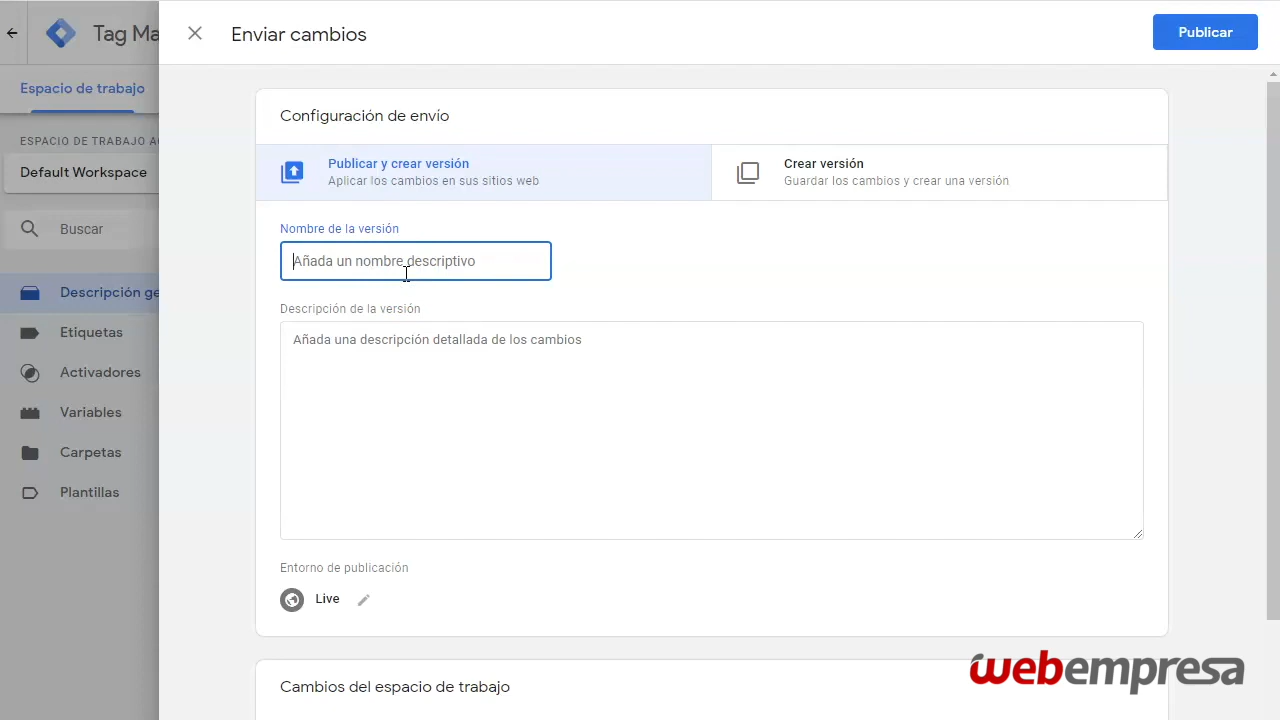 Tag Ma
Enviar cambios
Publicar
Espacio de trabajo
ESPACIO DE TRABAJO A
Default Workspace
Buscar
Descripción ge
Etiquetas
Activadores
Variables
Carpetas
Plantillas
Configuración de envío
Publicar y crear versión
Aplicar los cambios en sus sitios web
Crear versión
Guardar los cambios y crear una versión
Nombre de la versión
Añada un nombre descriptivo
Descripción de la versión
Añada una descripción detallada de los cambios
Entorno de publicación
Live
Cambios del espacio de trabajo
webempresa